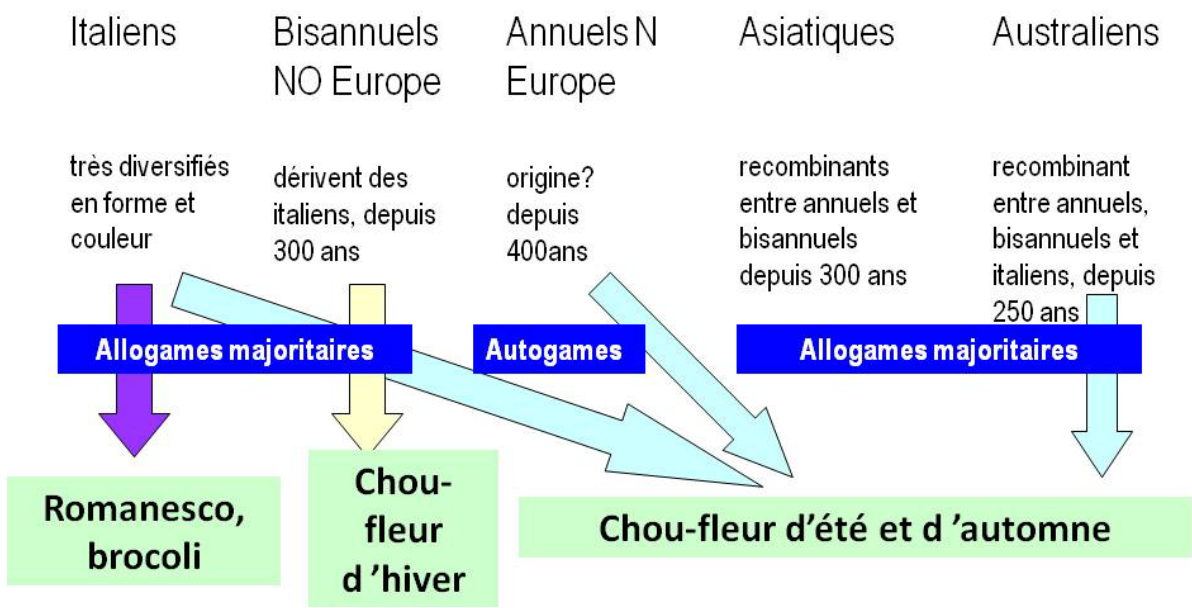 Italiens
Bisannuels
NO Europe
Annuels N
Europe
Asiatiques
Australiens
très diversifiés
en forme et
couleur
dérivent des
italiens, depuis
300 ans
origine?
depuis
400ans
recombinants
entre annuels et
bisannuels
depuis 300 ans
recombinant
entre annuels,
bisannuels et
italiens, depuis
250 ans
Allogames majoritaires
Autogames
Allogames majoritaires
Romanesco,
brocoli
Chou-
fleur
d ’hiver
Chou-fleur d’été et d ’automne